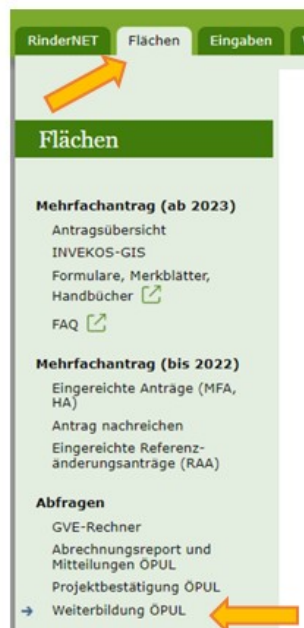 RinderNET Flächen Eingaben
Flächen
Mehrfachantrag (ab 2023)
Antragsübersicht
INVEKOS-GIS
Formulare, Merkblätter,
Handbücher
FAQ
Mehrfachantrag (bis 2022)
Eingereichte Anträge (MFA,
HA)
Antrag nachreichen
Eingereichte Referenz-
änderungsanträge (RAA)
Abfragen
GVE-Rechner
Abrechnungsreport und
Mitteilungen ÖPUL
Projektbestätigung ÖPUL
Weiterbildung ÖPUL